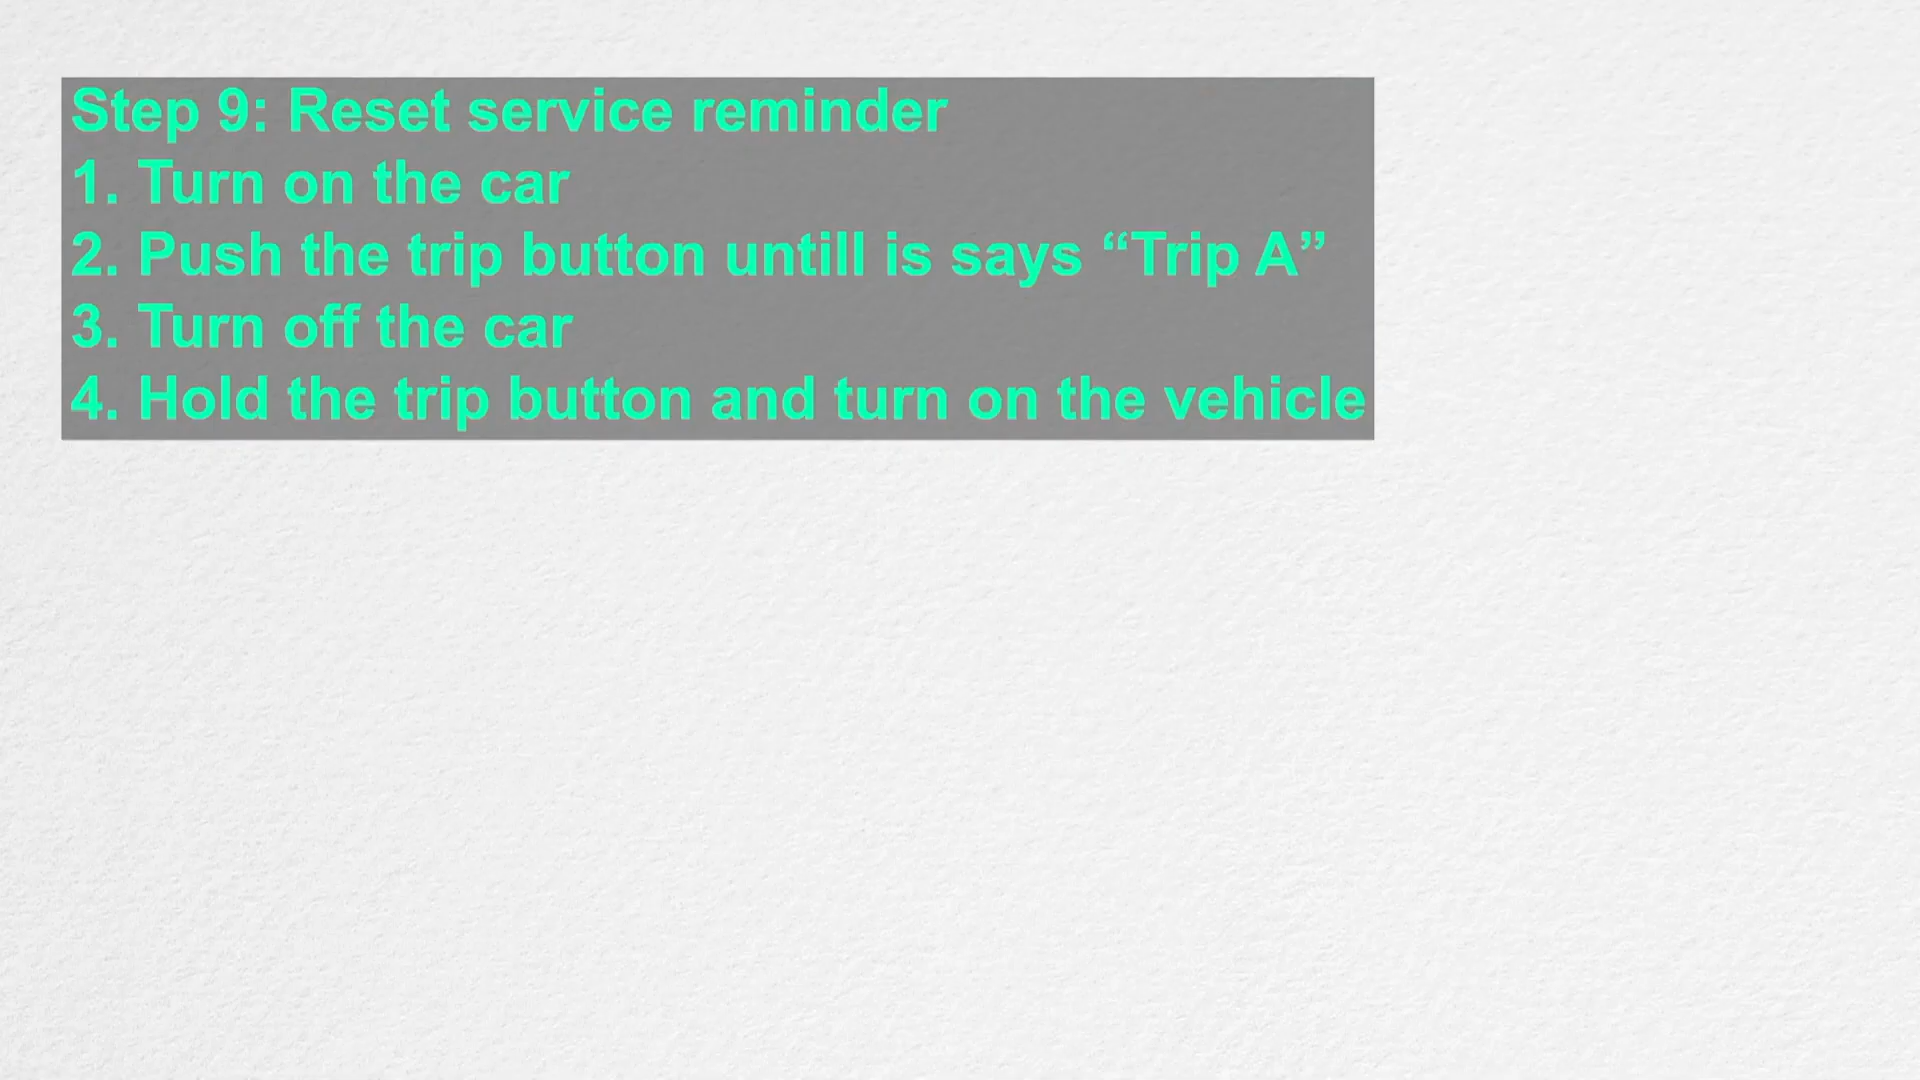 Step 9: Reset service reminder
1. Turn on the car
2. Push the trip button untill is says “Trip A”
3. Turn off the car
4. Hold the trip button and turn on the vehicle